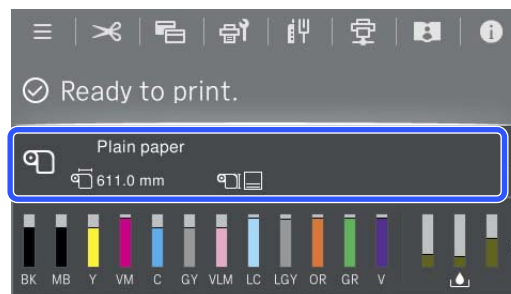 Ready to print.
Plain paper
611.0 mm
BK MB Y VM C GY VLM LC LGY OR GR V